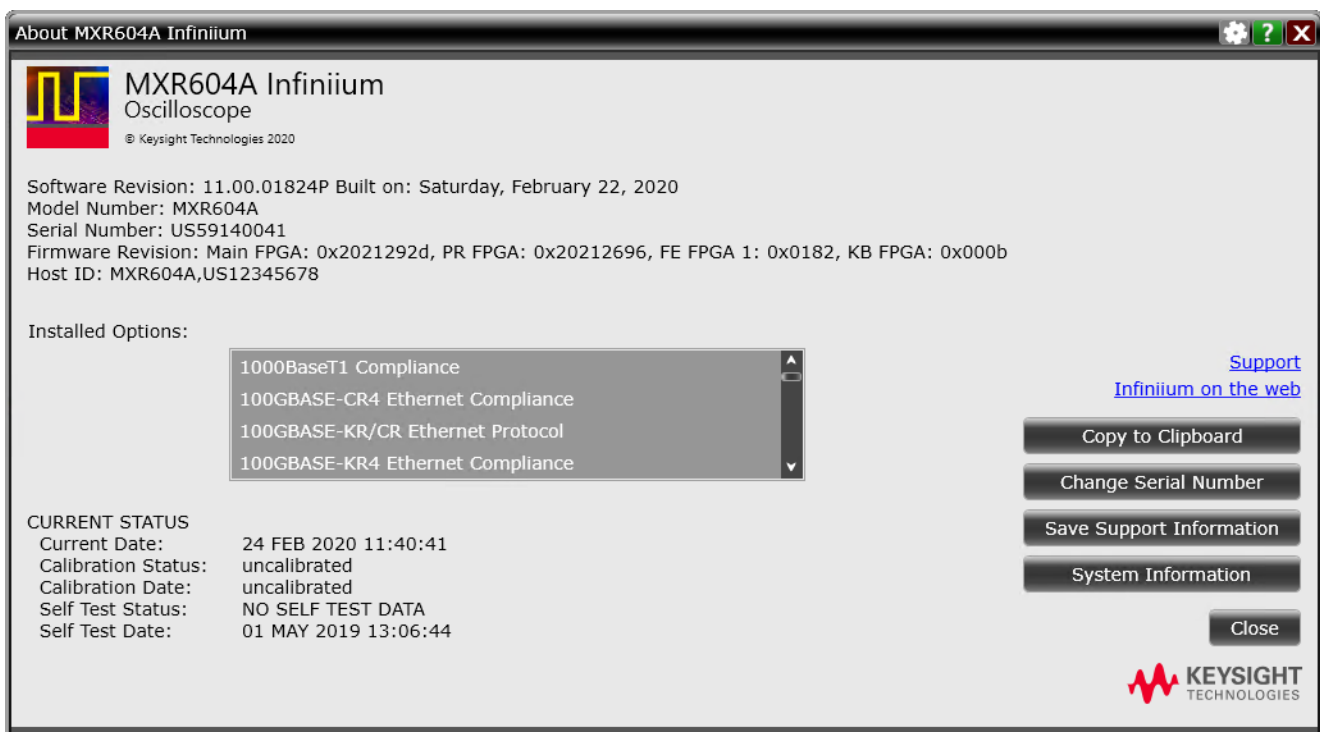 About MXR604A Infiniium
?
X
MXR604A Infiniium
Oscilloscope
© Keysight Technologies 2020
Software Revision: 11.00.01824P Built on: Saturday, February 22, 2020
Model Number: MXR604A
Serial Number: US59140041
Firmware Revision: Main FPGA: 0x2021292d, PR FPGA: 0x20212696, FE FPGA 1: 0x0182, KB FPGA: 0x000b
Host ID: MXR604A,US12345678
Installed Options:
1000BaseT1 Compliance
100GBASE-CR4 Ethernet Compliance
100GBASE-KR/CR Ethernet Protocol
100GBASE-KR4 Ethernet Compliance
Support
Infiniium on the web
Copy to Clipboard
Change Serial Number
Save Support Information
System Information
Close
CURRENT STATUS
Current Date: 24 FEB 2020 11:40:41
Calibration Status: uncalibrated
Calibration Date: uncalibrated
Self Test Status: NO SELF TEST DATA
Self Test Date: 01 MAY 2019 13:06:44
KEYSIGHT
TECHNOLOGIES